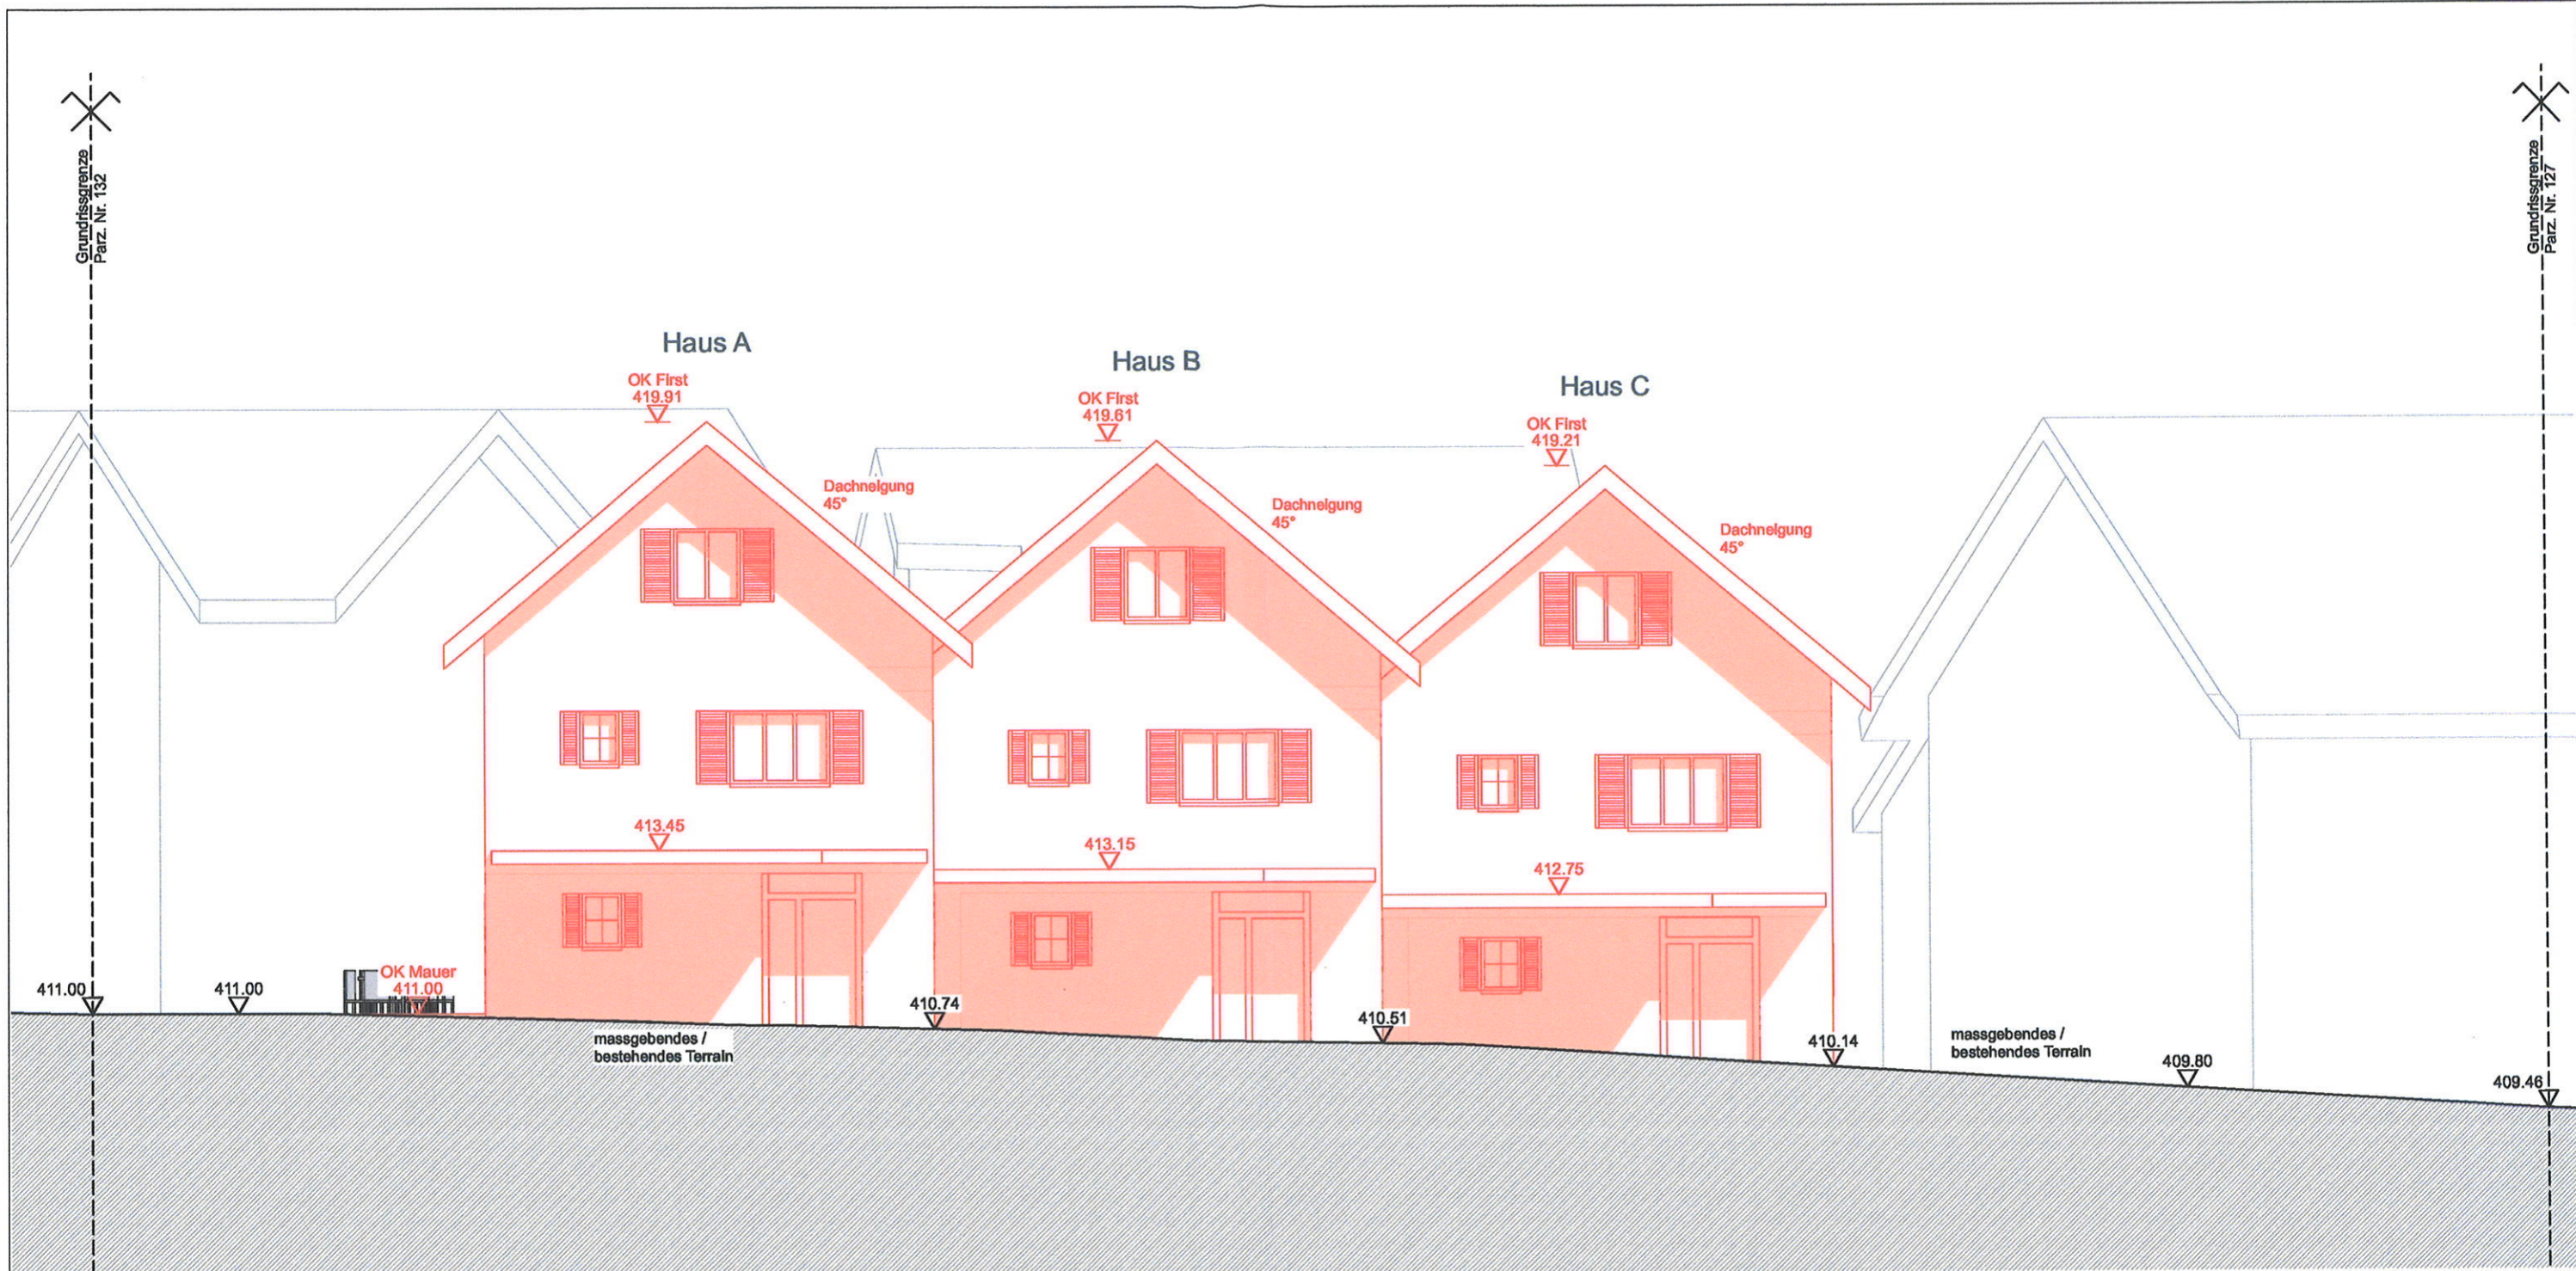 Grundrissgrenze
Parz. Nr. 132
Grundrissgrenze
Parz. Nr. 127
Haus A
OK First
419.91
Haus B
OK First
419.61
Haus C
OK First
419.21
Dachneigung
45°
Dachneigung
45°
Dachneigung
45°
413.45
413.15
412.75
411.00
411.00
OK Mauer
411.00
410.74
410.51
410.14
409.80
409.46
massgebendes /
bestehendes Terrain
massgebendes /
bestehendes Terrain